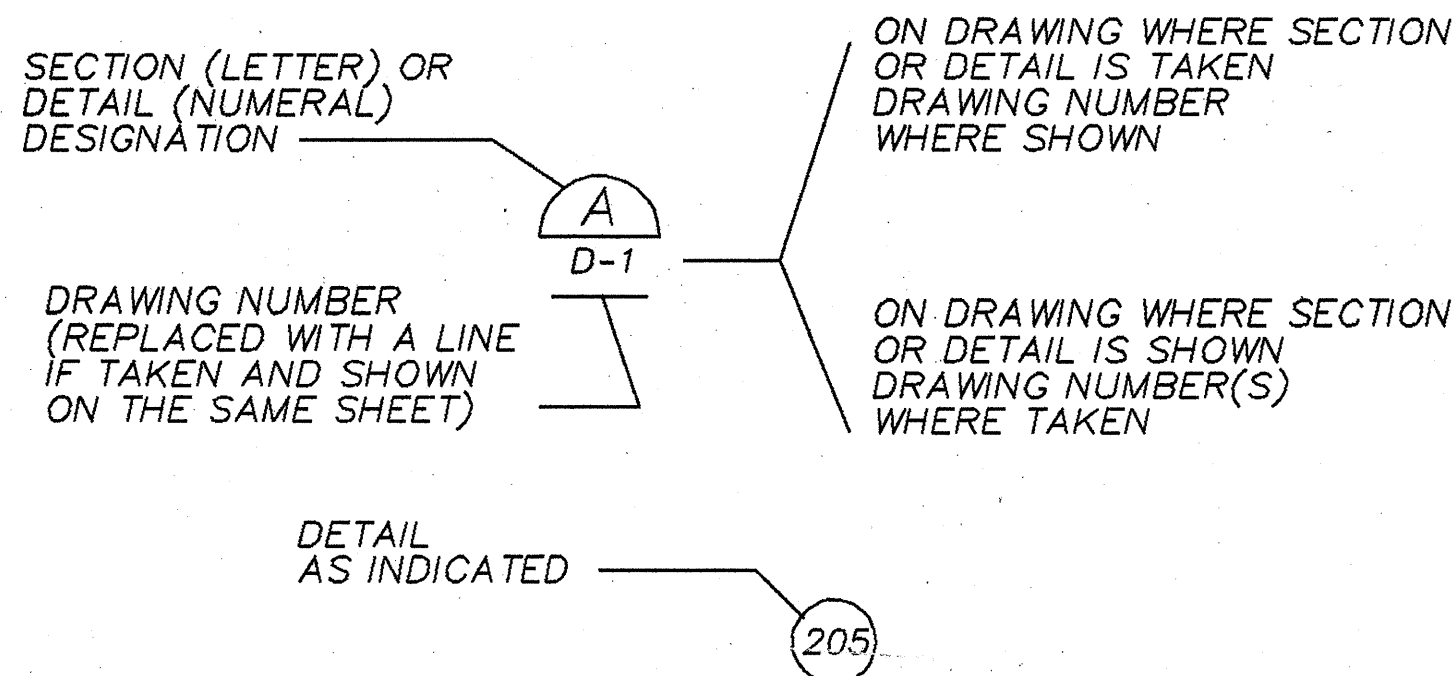 SECTION (LETTER) OR
DETAIL (NUMERAL)
DESIGNATION
A
D-1
DRAWING NUMBER
(REPLACED WITH A LINE
IF TAKEN AND SHOWN
ON THE SAME SHEET)
ON DRAWING WHERE SECTION
OR DETAIL IS TAKEN
DRAWING NUMBER
WHERE SHOWN
ON DRAWING WHERE SECTION
OR DETAIL IS SHOWN
DRAWING NUMBER(S)
WHERE TAKEN
DETAIL
AS INDICATED
205